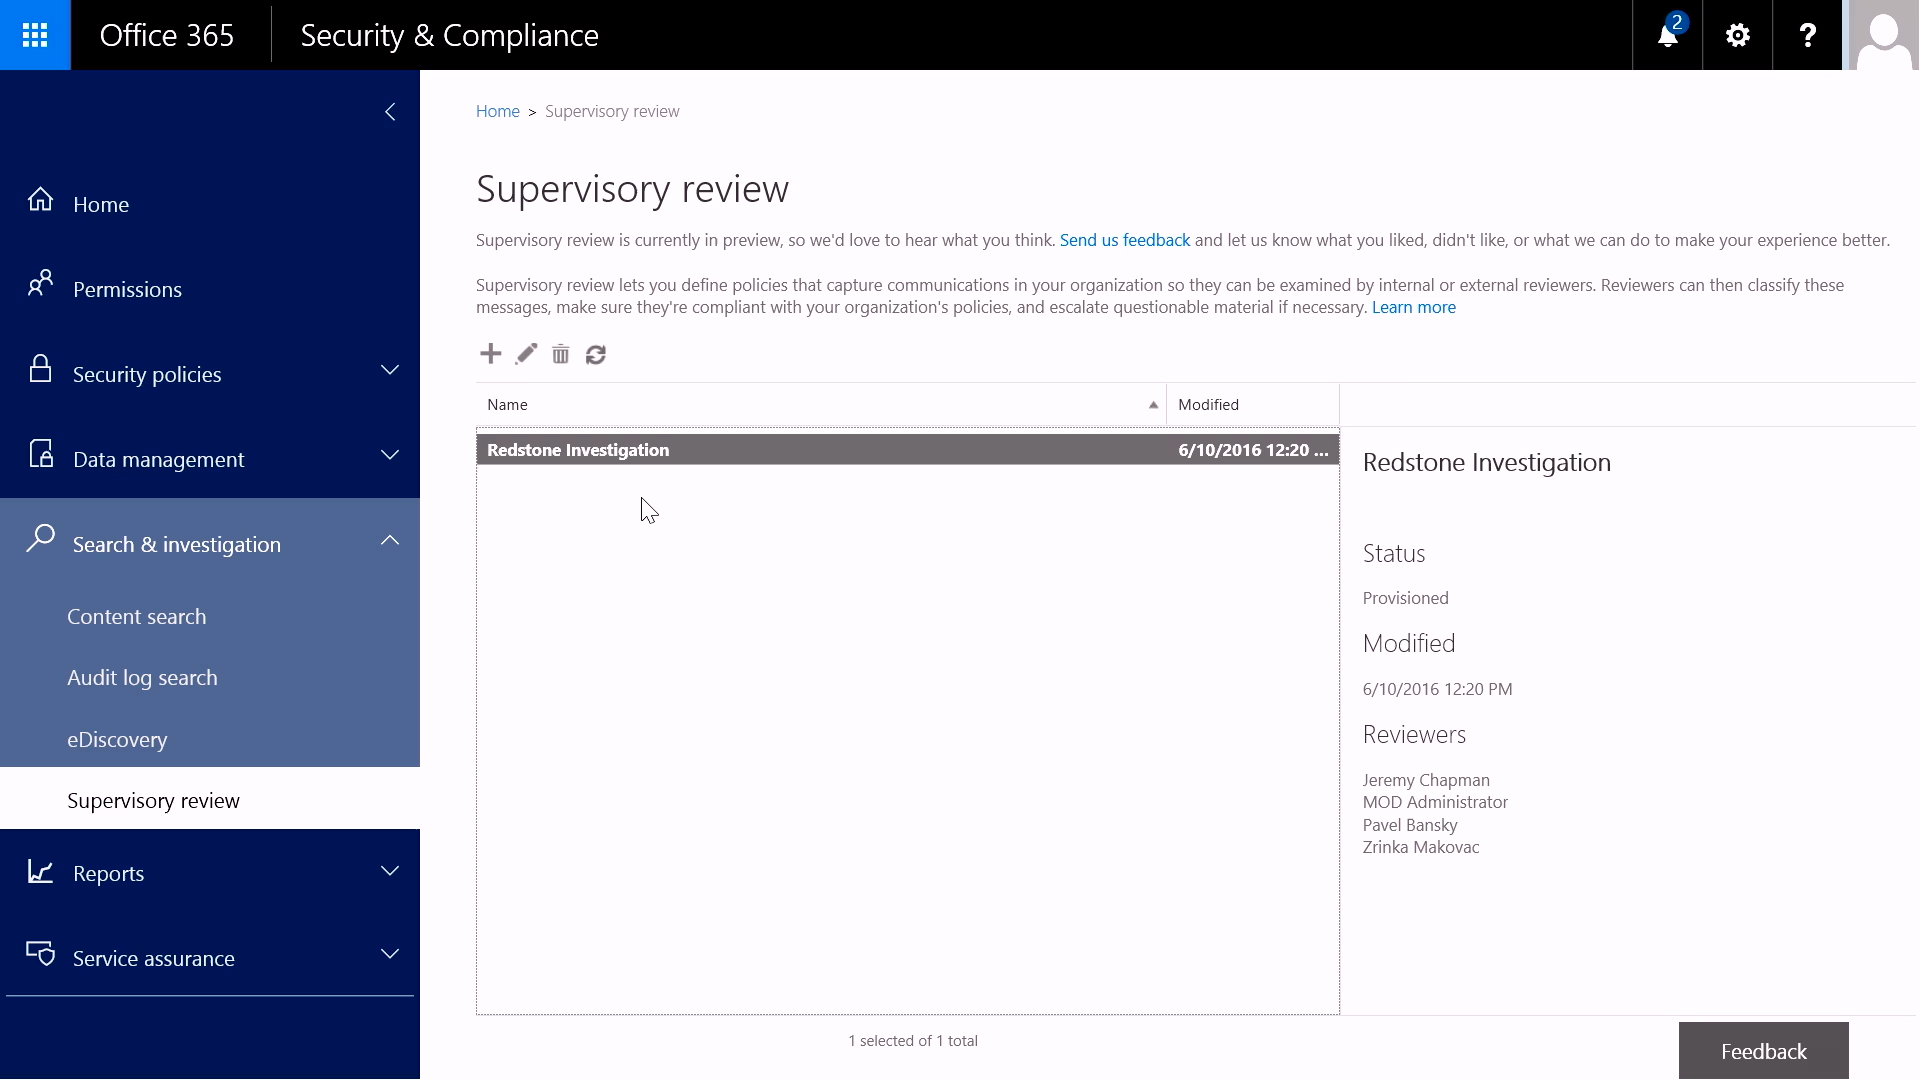 Office 365
Security & Compliance
2
?
Home > Supervisory review
Home
Permissions
Security policies
Data management
Search & investigation
Content search
Audit log search
eDiscovery
Supervisory review
Reports
Service assurance
Supervisory review
Supervisory review is currently in preview, so we'd love to hear what you think. Send us feedback and let us know what you liked, didn't like, or what we can do to make your experience better.
Supervisory review lets you define policies that capture communications in your organization so they can be examined by internal or external reviewers. Reviewers can then classify these
messages, make sure they're compliant with your organization's policies, and escalate questionable material if necessary. Learn more
Name Modified
Redstone Investigation 6/10/2016 12:20 ...
Redstone Investigation
Status
Provisioned
Modified
6/10/2016 12:20 PM
Reviewers
Jeremy Chapman
MOD Administrator
Pavel Bansky
Zrinka Makovac
1 selected of 1 total
Feedback